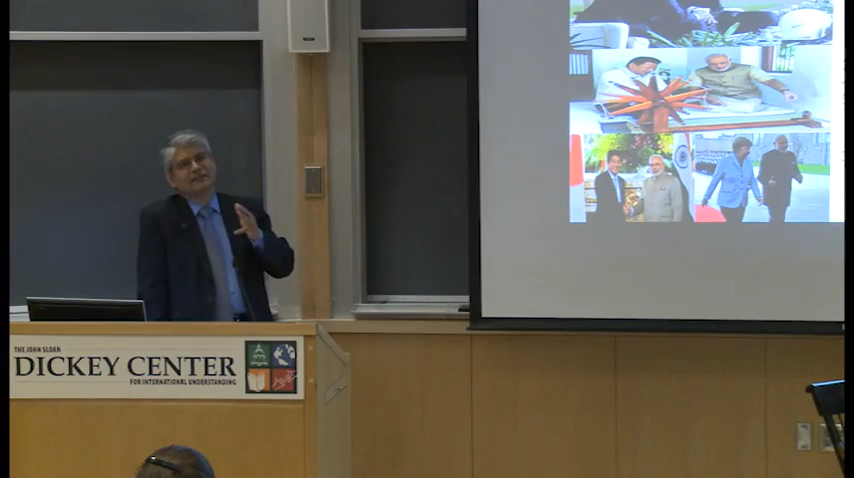 THE JOHN SLOAN
DICKEY CENTER
FOR INTERNATIONAL UNDERSTANDING